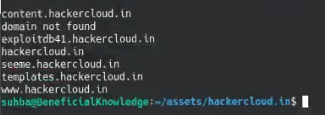 content.hackercloud.in
domain not found
exploitdb41.hackercloud.in
hackercloud.in
seeme.hackercloud.in
templates.hackercloud.in
www.hackercloud.in
suhba@BeneficialKnowledge:~/assets/hackercloud.in$